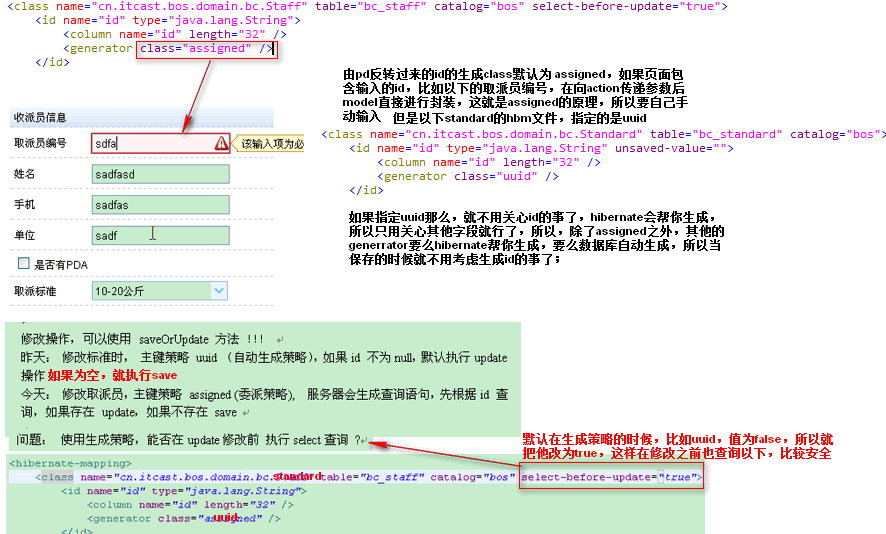 <class name="cn.itcast.bos.domain.bc.Staff" table="bc_staff" catalog="bos" select-before-update="true">
<id name="id" type="java.lang.String">
<column name="id" length="32" />
<generator class="assigned" />
</id>
由pd反转过来的id的生成class默认为 assigned，如果页面包
含输入的id，比如以下的取派员编号，在向action传递参数后
model直接进行封装，这就是assigned的原理，所以要自己手
动输入 但是以下standard的hbm文件，指定的是uuid
收派员信息
取派员编号 sdfa 该输入项为必
姓名 sadfasd
手机 sadfas
单位 sadf
是否有PDA
取派标准 10-20公斤
<class name="cn.itcast.bos.domain.bc.Standard" table="bc_standard" catalog="bos">
<id name="id" type="java.lang.String" unsaved-value="">
<column name="id" length="32" />
<generator class="uuid" />
</id>
如果指定uuid那么，就不用关心id的事了，hibernate会帮你生成，
所以只用关心其他字段就行了，所以，除了assigned之外，其他的
generrator要么hibernate帮你生成，要么数据库自动生成，所以当
保存的时候就不用考虑生成id的事了；
修改操作，可以使用 saveOrUpdate 方法 ！！！
昨天： 修改标准时， 主键策略 uuid （自动生成策略），如果 id 不为 null，默认执行 update
操作 如果为空，就执行save
今天： 修改取派员，主键策略 assigned (委派策略)， 服务器会生成查询语句，先根据 id 查
询，如果存在 update，如果不存在 save
问题： 使用生成策略，能否在 update 修改前 执行 select 查询 ？
默认在生成策略的时候，比如uuid，值为false，所以就
把他改为true，这样在修改之前也查询以下，比较安全
<hibernate-mapping>
<class name="cn.itcast.bos.domain.bc.standard" table="bc_staff" catalog="bos" select-before-update="true">
<id name="id" type="java.lang.String">
<column name="id" length="32" />
<generator class="assigned" />
uuid
</id>